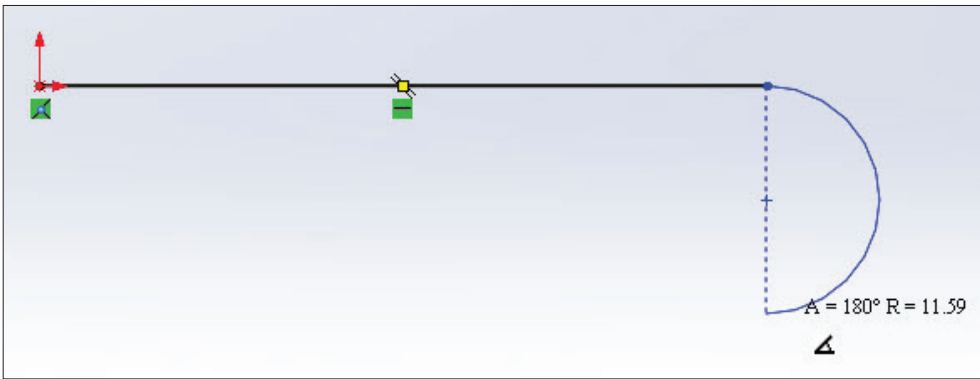 A = 180° R = 11.59